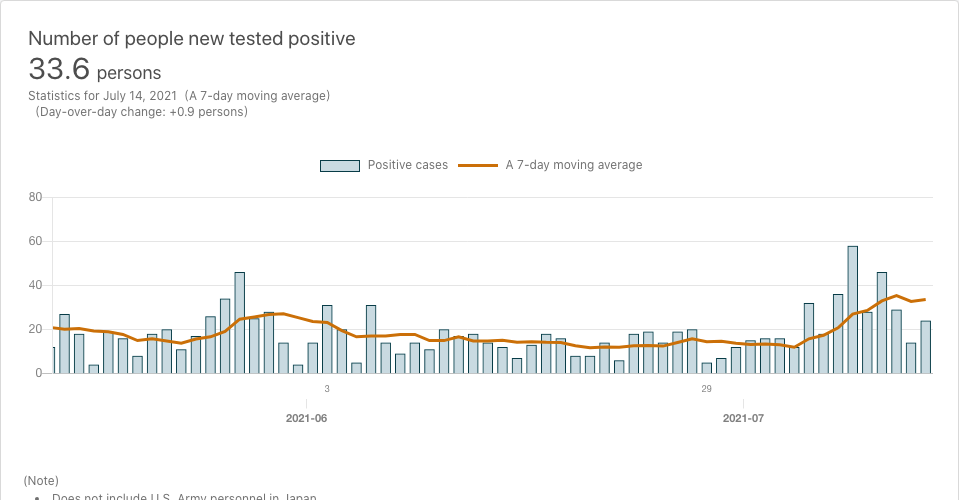 Number of people new tested positive
33.6 persons
Statistics for July 14, 2021 (A 7-day moving average)
(Day-over-day change: +0.9 persons)
Positive cases A 7-day moving average
80
60
40
20
0
3 29
2021-06 2021-07
(Note)
• Does not include U.S. Army personnel in Japan